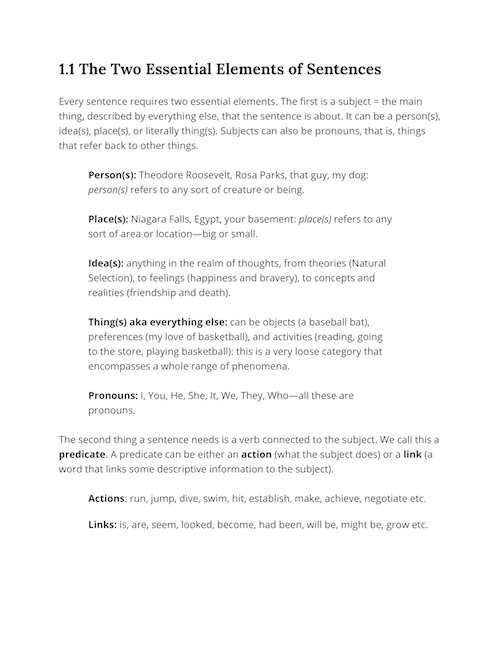 1.1 The Two Essential Elements of Sentences
Every sentence requires two essential elements. The first is a subject = the main
thing, described by everything else, that the sentence is about. It can be a person(s),
idea(s), place(s), or literally thing(s). Subjects can also be pronouns, that is, things
that refer back to other things.
Person(s): Theodore Roosevelt, Rosa Parks, that guy, my dog:
person(s) refers to any sort of creature or being.
Place(s): Niagara Falls, Egypt, your basement: place(s) refers to any
sort of area or location—big or small.
Idea(s): anything in the realm of thoughts, from theories (Natural
Selection), to feelings (happiness and bravery), to concepts and
realities (friendship and death).
Thing(s) aka everything else: can be objects (a baseball bat),
preferences (my love of basketball), and activities (reading, going
to the store, playing basketball): this is a very loose category that
encompasses a whole range of phenomena.
Pronouns: I, You, He, She, It, We, They, Who—all these are
pronouns.
The second thing a sentence needs is a verb connected to the subject. We call this a
predicate. A predicate can be either an action (what the subject does) or a link (a
word that links some descriptive information to the subject).
Actions: run, jump, dive, swim, hit, establish, make, achieve, negotiate etc.
Links: is, are, seem, looked, become, had been, will be, might be, grow etc.